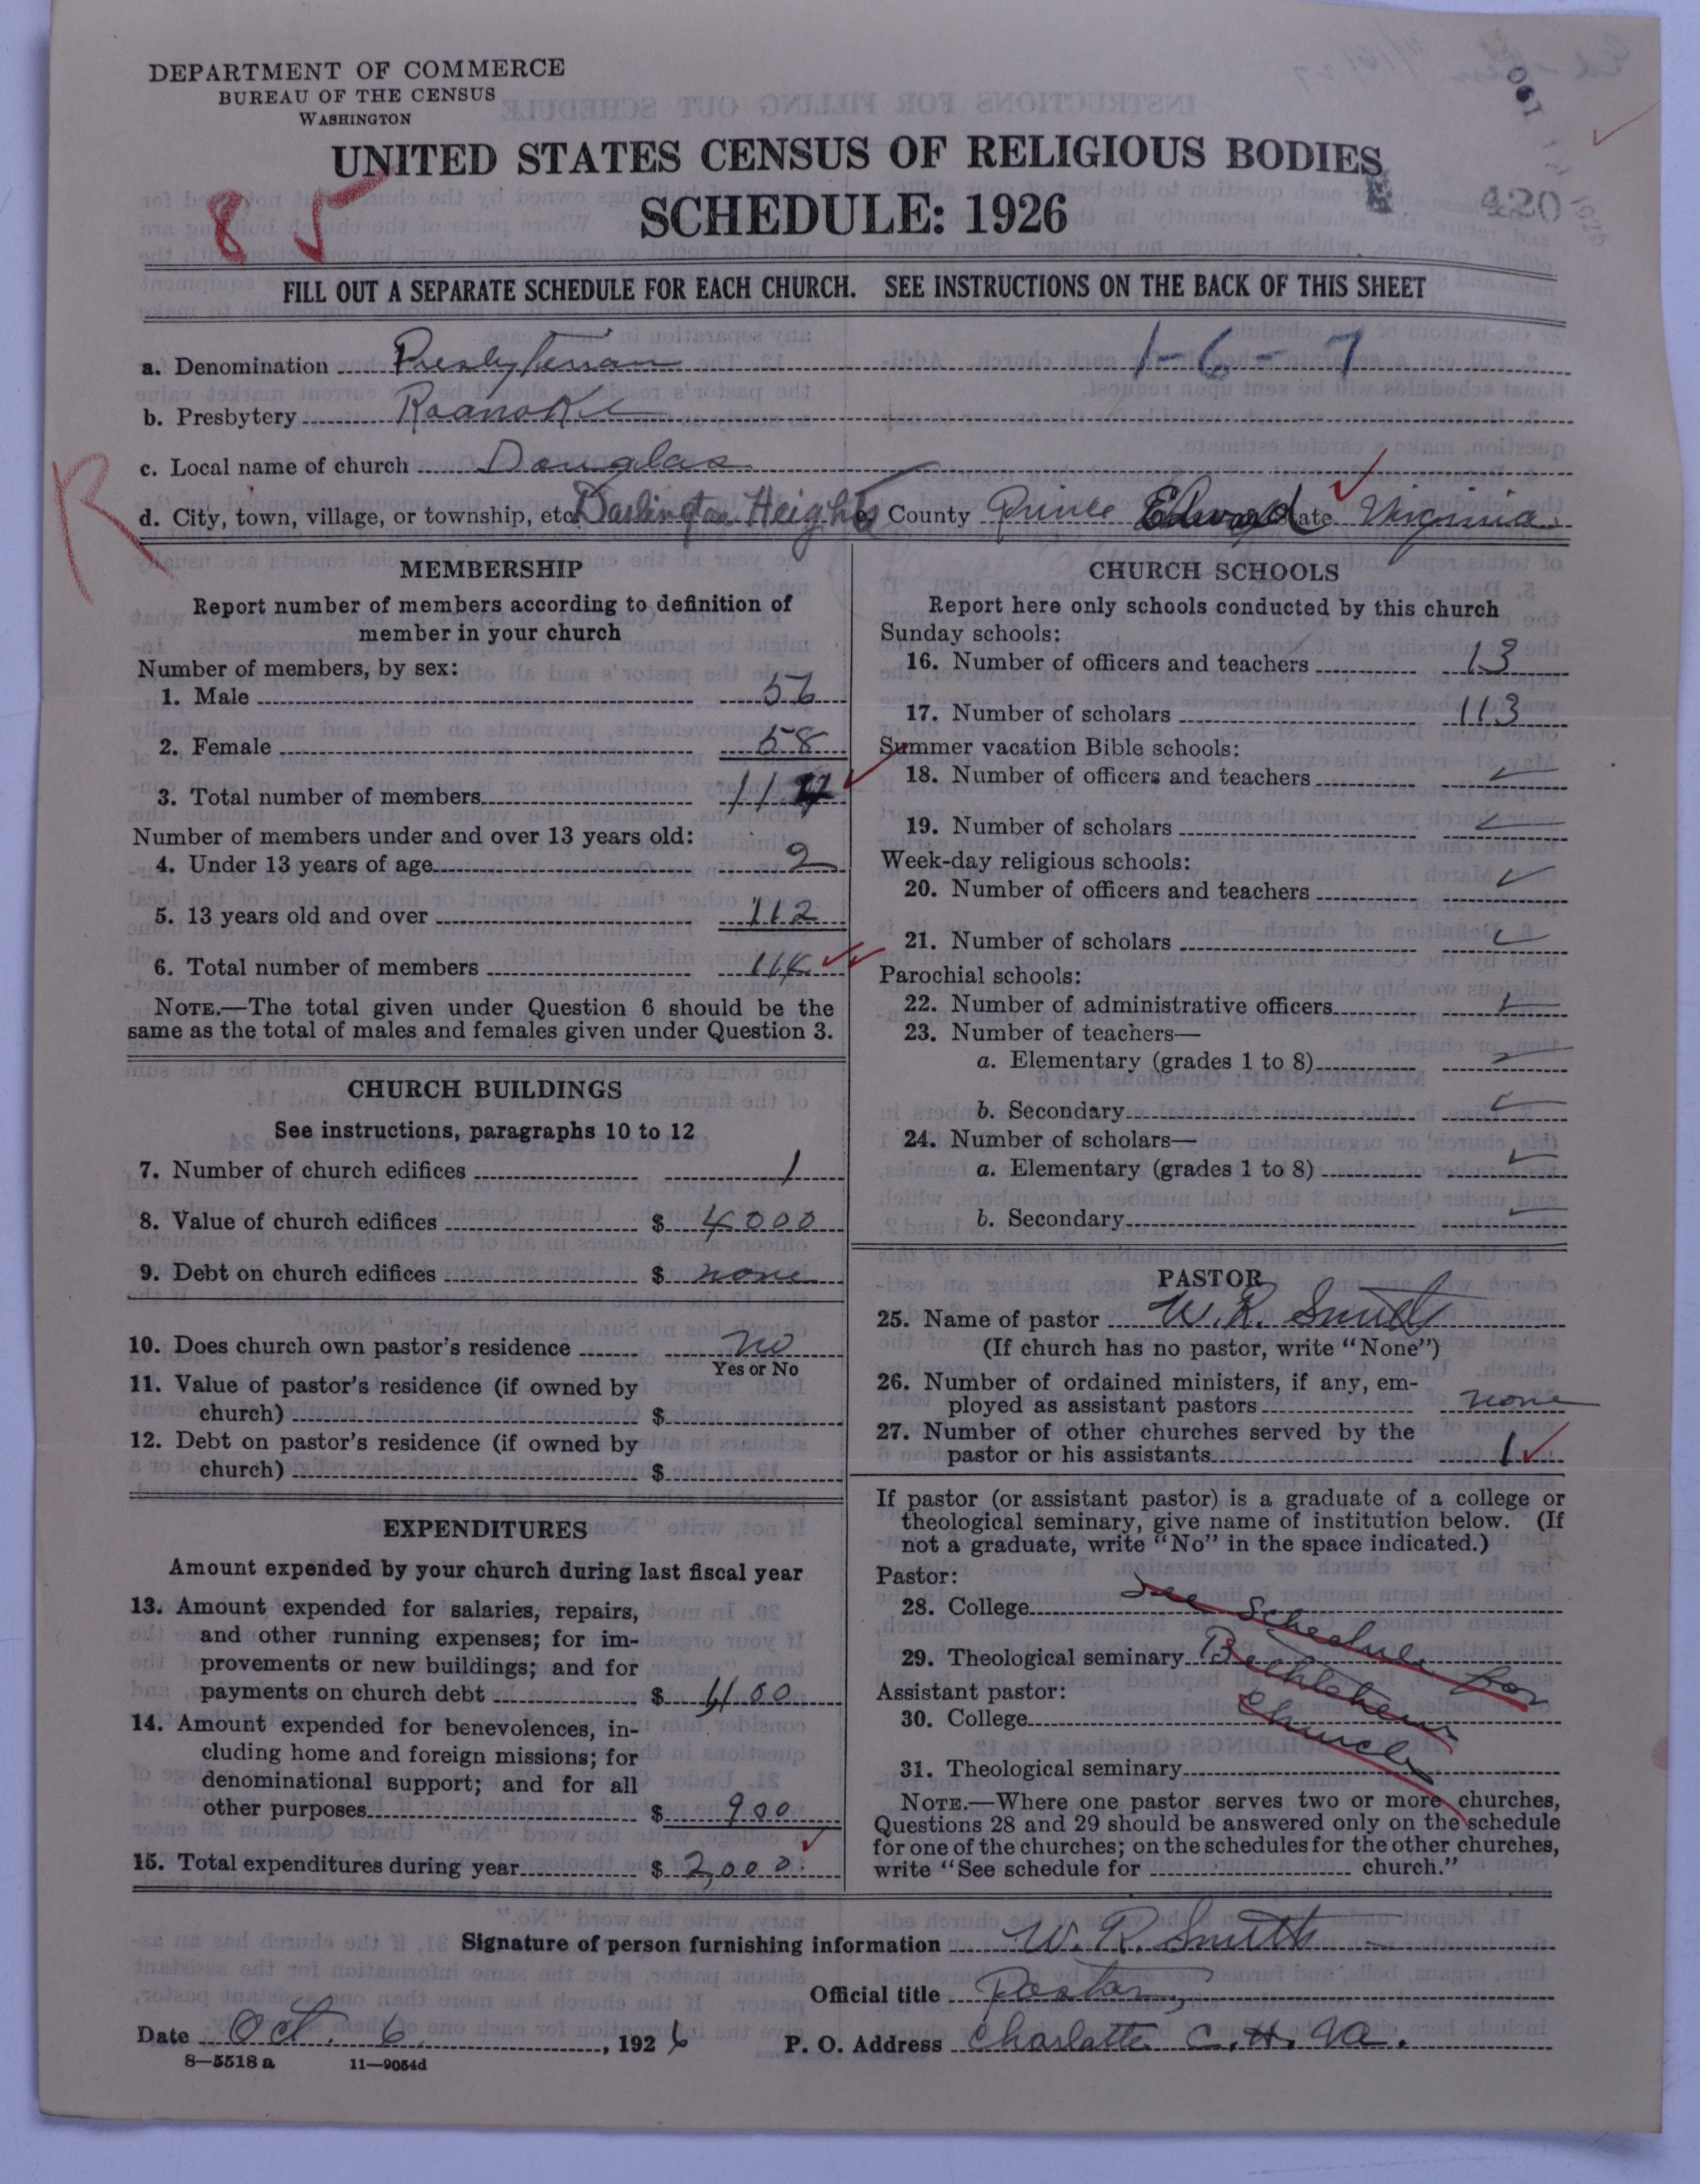 DEPARTMENT OF COMMERCE
BUREAU OF THE CENSUS
WASHINGTON
UNITED STATES CENSUS OF RELIGIOUS BODIES
SCHEDULE: 1926
8 5
420
FILL OUT A SEPARATE SCHEDULE FOR EACH CHURCH. SEE INSTRUCTIONS ON THE BACK OF THIS SHEET
a. Denomination Presbyterian 1-6-7
b. Presbytery Roanoke
R
c. Local name of church Douglas
d. City, town, village, or township, etc. Darlington Heights County Prince Edward State Virginia
MEMBERSHIP
Report number of members according to definition of
member in your church
Number of members, by sex:
1. Male 56
2. Female 58
3. Total number of members 114
Number of members under and over 13 years old:
4. Under 13 years of age 2
5. 13 years old and over 112
6. Total number of members 114
NOTE.—The total given under Question 6 should be the
same as the total of males and females given under Question 3.
CHURCH BUILDINGS
See instructions, paragraphs 10 to 12
7. Number of church edifices 1
8. Value of church edifices $ 4000
9. Debt on church edifices $ none
10. Does church own pastor's residence no
Yes or No
11. Value of pastor's residence (if owned by
church) $
12. Debt on pastor's residence (if owned by
church) $
EXPENDITURES
Amount expended by your church during last fiscal year
13. Amount expended for salaries, repairs,
and other running expenses; for im-
provements or new buildings; and for
payments on church debt $ 1100
14. Amount expended for benevolences, in-
cluding home and foreign missions; for
denominational support; and for all
other purposes $ 900
15. Total expenditures during year $ 2,000.
CHURCH SCHOOLS
Report here only schools conducted by this church
Sunday schools:
16. Number of officers and teachers 13
17. Number of scholars 113
Summer vacation Bible schools:
18. Number of officers and teachers
19. Number of scholars
Week-day religious schools:
20. Number of officers and teachers
21. Number of scholars
Parochial schools:
22. Number of administrative officers
23. Number of teachers—
a. Elementary (grades 1 to 8)
b. Secondary
24. Number of scholars—
a. Elementary (grades 1 to 8)
b. Secondary
PASTOR
25. Name of pastor W. R. Smith
(If church has no pastor, write "None")
26. Number of ordained ministers, if any, em-
ployed as assistant pastors none
27. Number of other churches served by the
pastor or his assistants 1
If pastor (or assistant pastor) is a graduate of a college or
theological seminary, give name of institution below. (If
not a graduate, write "No" in the space indicated.)
Pastor:
28. College See Schedule for
29. Theological seminary Bethlehem
Assistant pastor:
30. College Church
31. Theological seminary
NOTE.—Where one pastor serves two or more churches,
Questions 28 and 29 should be answered only on the schedule
for one of the churches; on the schedules for the other churches,
write "See schedule for church."
Signature of person furnishing information W. R. Smith
Official title Pastor,
Date Oct. 6, 1926 P. O. Address Charlotte C. H. Va.
8-5518 a 11-9054d